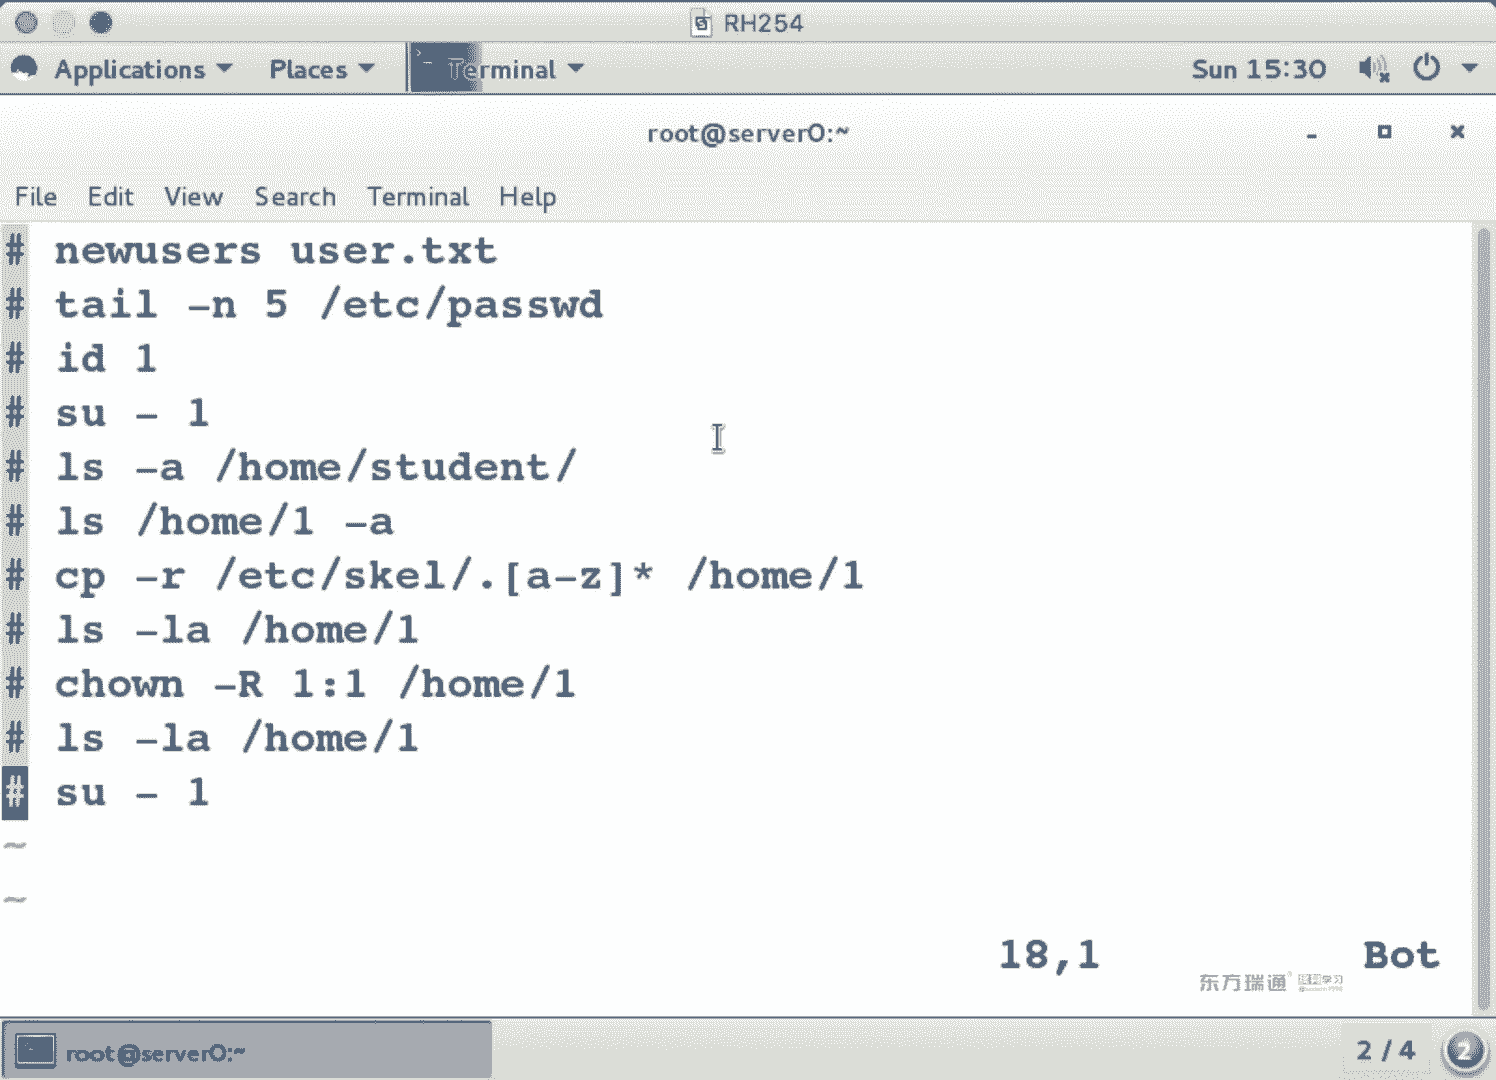 RH254
Applications Places Terminal Sun 15:30
root@server0:~
File Edit View Search Terminal Help
# newusers user.txt
# tail -n 5 /etc/passwd
# id 1
# su - 1
# ls -a /home/student/
# ls /home/1 -a
# cp -r /etc/skel/.[a-z]* /home/1
# ls -la /home/1
# chown -R 1:1 /home/1
# ls -la /home/1
# su - 1
~
~
18,1 Bot
东方瑞通
root@server0:~ 2 / 4 2